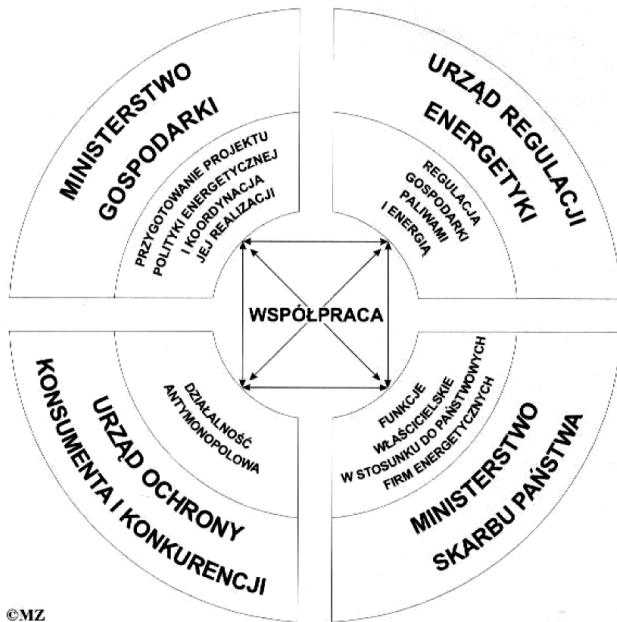 MINISTERSTWO
GOSPODARKI
PRZYGOTOWANIE PROJEKTU
POLITYKI ENERGETYCZNEJ
I KOORDYNACJA
JEJ REALIZACJI
URZĄD REGULACJI
ENERGETYKI
REGULACJA
GOSPODARKI
PALIWAMI
I ENERGIĄ
WSPÓŁPRACA
DZIAŁALNOŚĆ
ANTYMONOPOLOWA
URZĄD OCHRONY
KONSUMENTA I KONKURENCJI
FUNKCJE
WŁAŚCICIELSKIE
W STOSUNKU DO PAŃSTWOWYCH
FIRM ENERGETYCZNYCH
MINISTERSTWO
SKARBU PAŃSTWA
©MZ